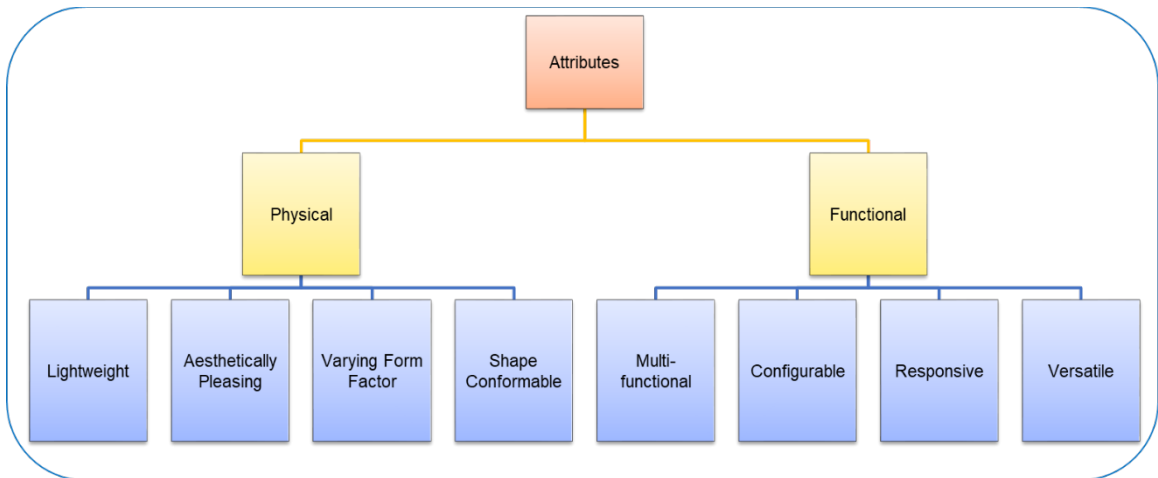 Attributes
Physical
Functional
Lightweight
Aesthetically
Pleasing
Varying Form
Factor
Shape
Conformable
Multi-
functional
Configurable
Responsive
Versatile